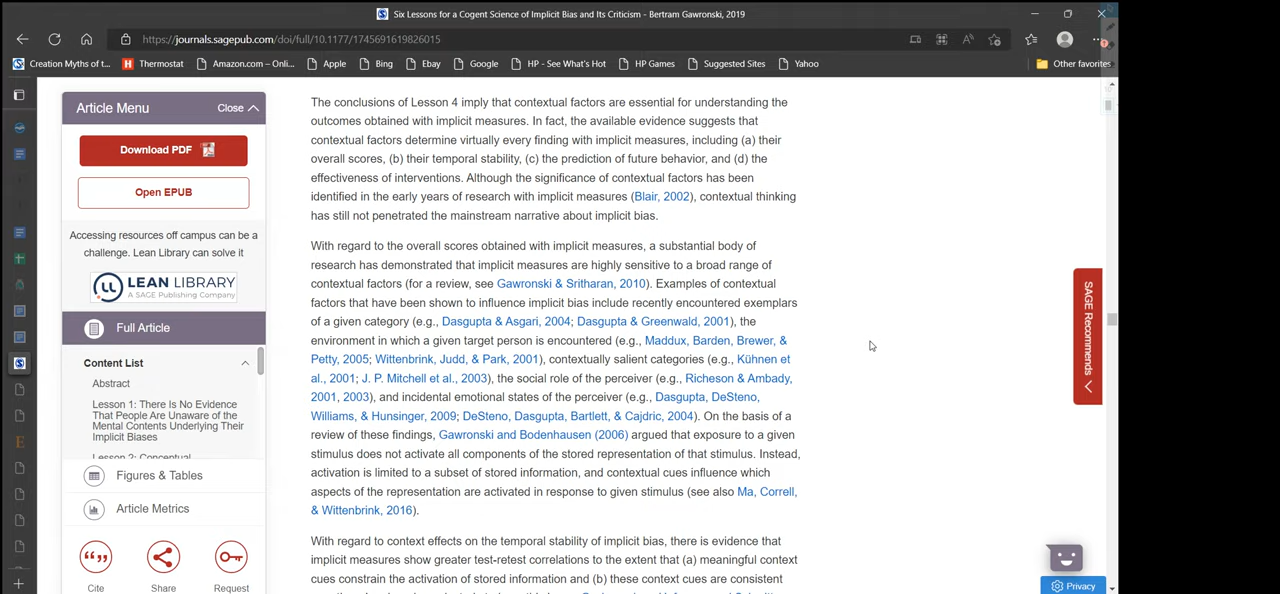 Six Lessons for a Cogent Science of Implicit Bias and Its Criticism - Bertram Gawronski, 2019
https://journals.sagepub.com/doi/full/10.1177/1745691619826015
Creation Myths of t...
Thermostat
Amazon.com – Onli...
Apple
Bing
Ebay
Google
HP - See What's Hot
HP Games
Suggested Sites
Yahoo
Other favorites
Article Menu
Close
Download PDF
Open EPUB
Accessing resources off campus can be a
challenge. Lean Library can solve it
LEAN LIBRARY
A SAGE Publishing Company
Full Article
Content List
Abstract
Lesson 1: There Is No Evidence
That People Are Unaware of the
Mental Contents Underlying Their
Implicit Biases
Lesson 2: Conceptual
Figures & Tables
Article Metrics
Cite
Share
Request
The conclusions of Lesson 4 imply that contextual factors are essential for understanding the
outcomes obtained with implicit measures. In fact, the available evidence suggests that
contextual factors determine virtually every finding with implicit measures, including (a) their
overall scores, (b) their temporal stability, (c) the prediction of future behavior, and (d) the
effectiveness of interventions. Although the significance of contextual factors has been
identified in the early years of research with implicit measures (Blair, 2002), contextual thinking
has still not penetrated the mainstream narrative about implicit bias.
With regard to the overall scores obtained with implicit measures, a substantial body of
research has demonstrated that implicit measures are highly sensitive to a broad range of
contextual factors (for a review, see Gawronski & Sritharan, 2010). Examples of contextual
factors that have been shown to influence implicit bias include recently encountered exemplars
of a given category (e.g., Dasgupta & Asgari, 2004; Dasgupta & Greenwald, 2001), the
environment in which a given target person is encountered (e.g., Maddux, Barden, Brewer, &
Petty, 2005; Wittenbrink, Judd, & Park, 2001), contextually salient categories (e.g., Kühnen et
al., 2001; J. P. Mitchell et al., 2003), the social role of the perceiver (e.g., Richeson & Ambady,
2001, 2003), and incidental emotional states of the perceiver (e.g., Dasgupta, DeSteno,
Williams, & Hunsinger, 2009; DeSteno, Dasgupta, Bartlett, & Cajdric, 2004). On the basis of a
review of these findings, Gawronski and Bodenhausen (2006) argued that exposure to a given
stimulus does not activate all components of the stored representation of that stimulus. Instead,
activation is limited to a subset of stored information, and contextual cues influence which
aspects of the representation are activated in response to given stimulus (see also Ma, Correll,
& Wittenbrink, 2016).
With regard to context effects on the temporal stability of implicit bias, there is evidence that
implicit measures show greater test-retest correlations to the extent that (a) meaningful context
cues constrain the activation of stored information and (b) these context cues are consistent
SAGE Recommends
Privacy